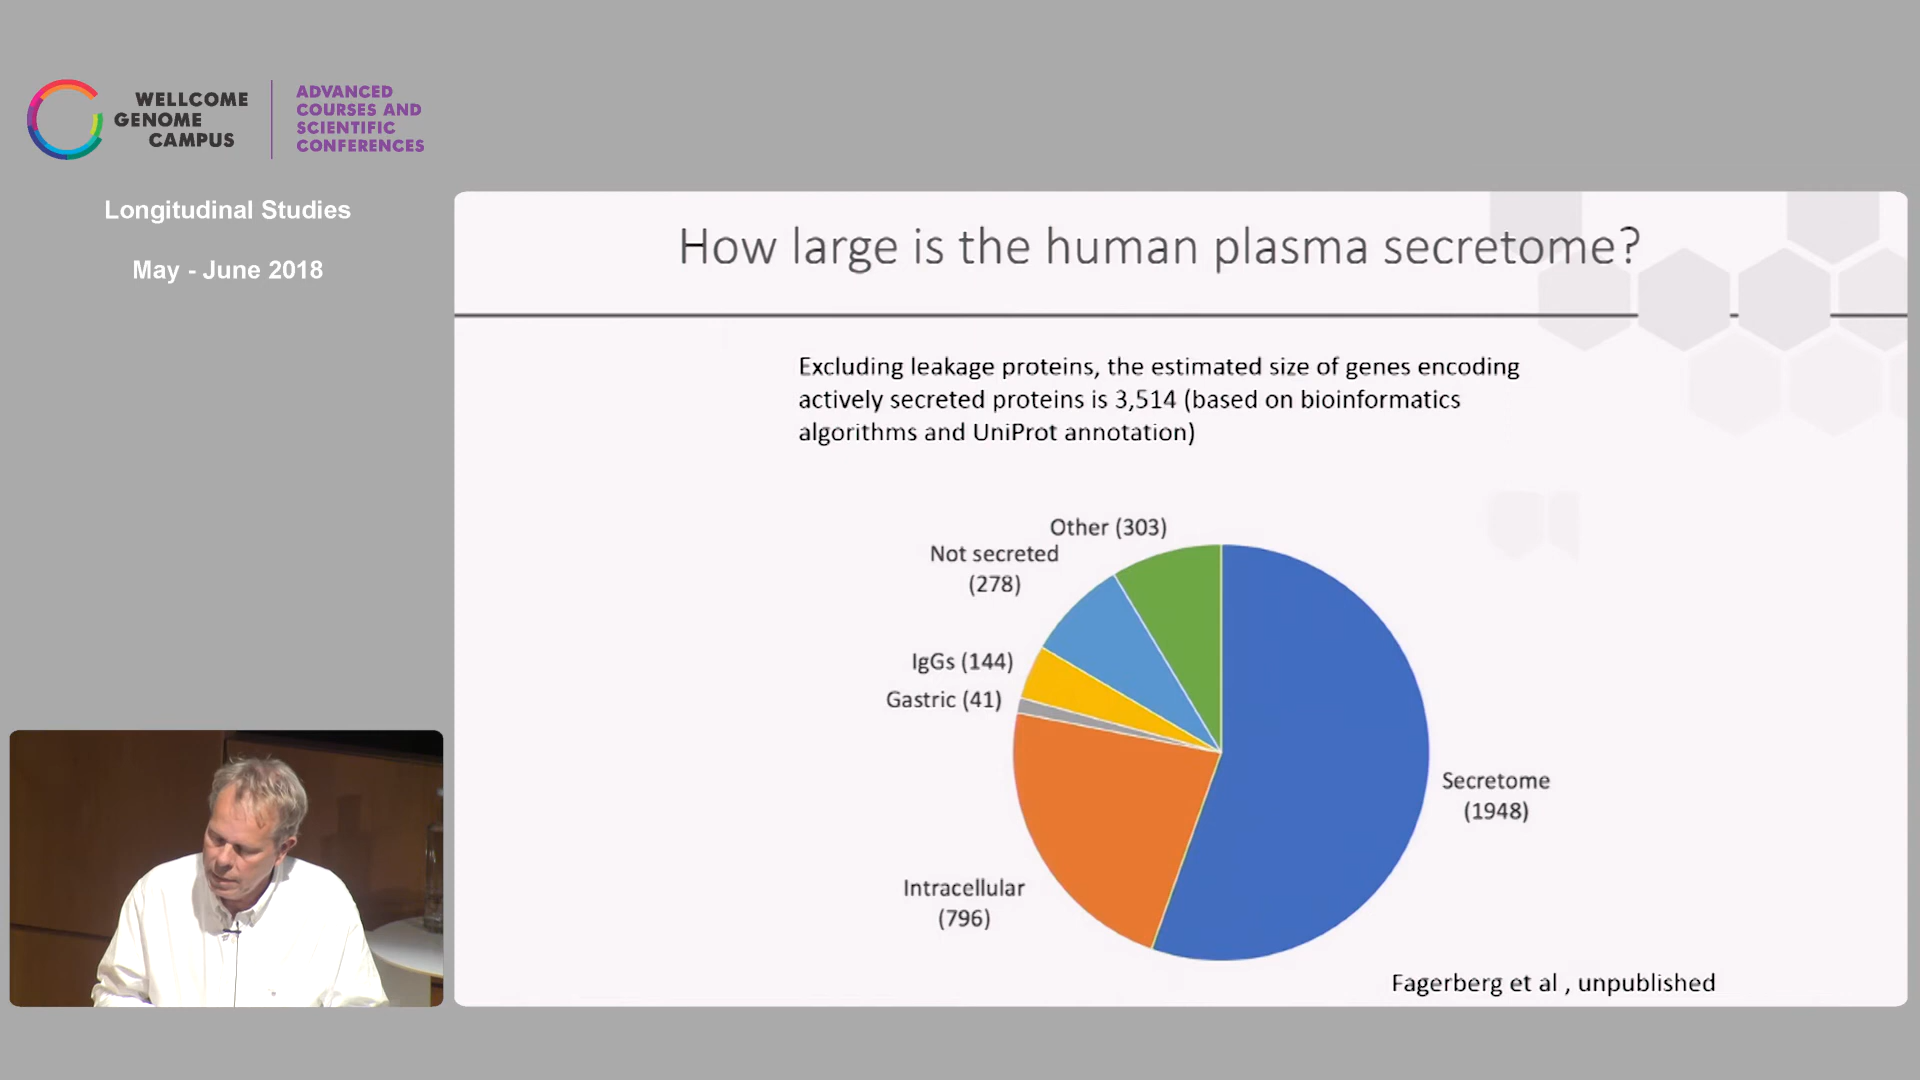 WELLCOME
GENOME
CAMPUS
ADVANCED
COURSES AND
SCIENTIFIC
CONFERENCES
Longitudinal Studies
May - June 2018
How large is the human plasma secretome?
Excluding leakage proteins, the estimated size of genes encoding
actively secreted proteins is 3,514 (based on bioinformatics
algorithms and UniProt annotation)
Other (303)
Not secreted
(278)
IgGs (144)
Gastric (41)
Secretome
(1948)
Intracellular
(796)
Fagerberg et al , unpublished